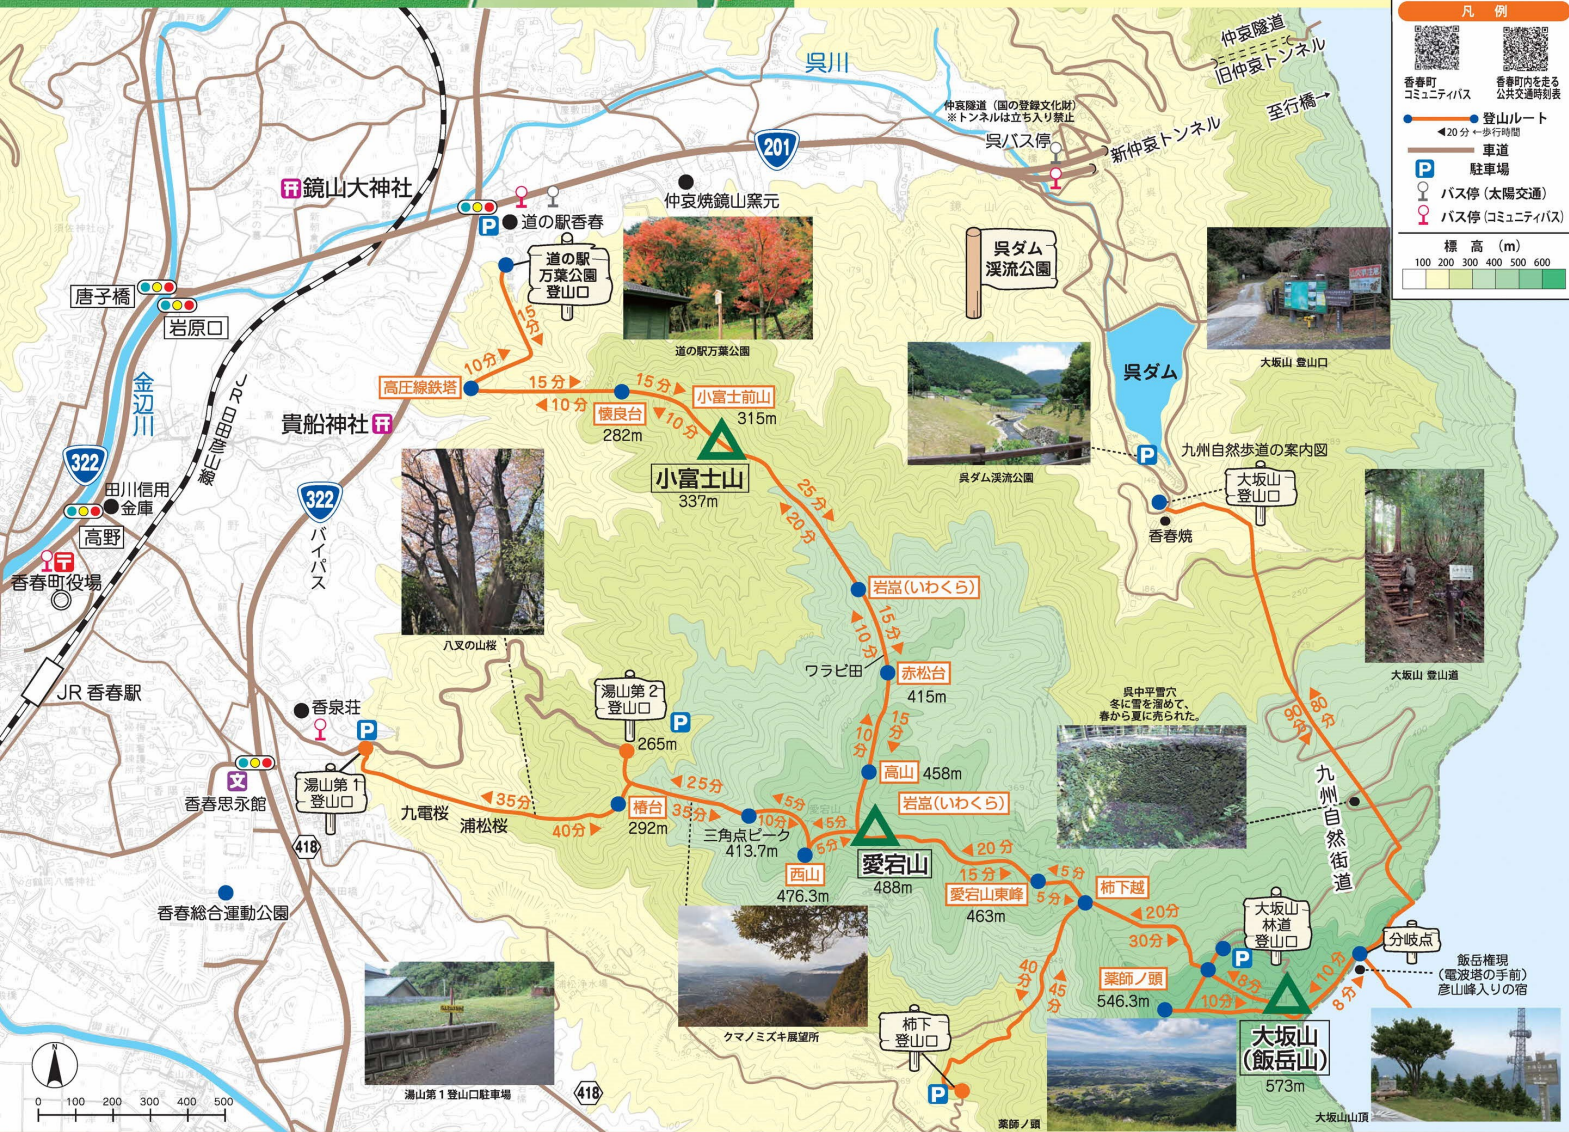 凡 例
香春町
コミュニティバス
香春町内を走る
公共交通時刻表
登山ルート
◀20分 ←歩行時間
車道
P
駐車場
バス停(太陽交通)
バス停(コミュニティバス)
標 高 (m)
100 200 300 400 500 600
仲哀隧道
旧仲哀トンネル
至行橋→
呉川
仲哀隧道(国の登録文化財)
※トンネルは立ち入り禁止
呉バス停
新仲哀トンネル
201
鏡山大神社
仲哀焼鏡山窯元
P
道の駅香春
道の駅
万葉公園
登山口
道の駅万葉公園
呉ダム
渓流公園
大坂山 登山口
唐子橋
岩原口
金辺川
JR日田彦山線
15分
10分▶
高圧線鉄塔
15分▶
◀10分
懐良台
282m
15分▶
◀10分
小富士前山
315m
小富士山
337m
呉ダム
呉ダム渓流公園
P
九州自然歩道の案内図
大坂山
登山口
香春焼
貴船神社
322
322
バイパス
田川信用
金庫
高野
香春町役場
八叉の山桜
25分▶
◀20分
岩嵓(いわくら)
15分▶
◀10分
ワラビ田
赤松台
415m
大坂山 登山道
JR 香春駅
香泉荘
P
湯山第1
登山口
湯山第2
登山口
P
265m
15分
10分
高山
458m
岩嵓(いわくら)
呉中平雪穴
冬に雪を溜めて、
春から夏に売られた。
90分
80分
九州自然街道
文
香春思永館
九電桜
浦松桜
◀35分
40分▶
椿台
292m
◀25分
35分▶
三角点ピーク
413.7m
◀5分
10分▶
◀5分
5分▶
西山
476.3m
愛宕山
488m
◀20分
15分▶
愛宕山東峰
463m
◀5分
5分▶
柿下越
418
香春総合運動公園
◀20分
30分▶
大坂山
林道
登山口
P
分岐点
飯岳権現
(電波塔の手前)
彦山峰入りの宿
40分
45分
薬師ノ頭
546.3m
◀8分
10分▶
◀10分
8分▶
大坂山
(飯岳山)
573m
柿下
登山口
P
クマノミズキ展望所
湯山第1登山口駐車場
418
薬師ノ頭
大坂山山頂
N
0 100 200 300 400 500